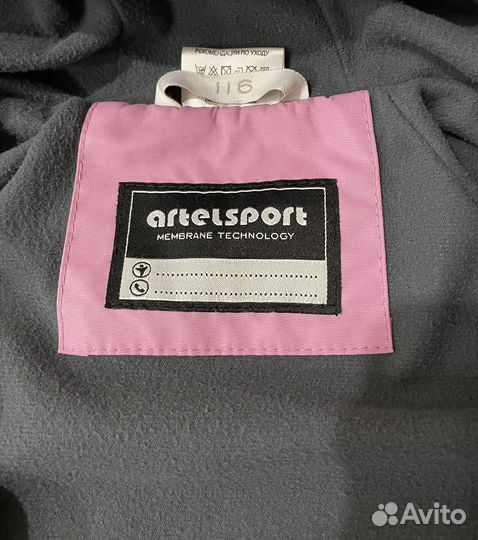 РЕКОМЕНДАЦИИ ПО УХОДУ
116
artelsport
MEMBRANE TECHNOLOGY
Avito